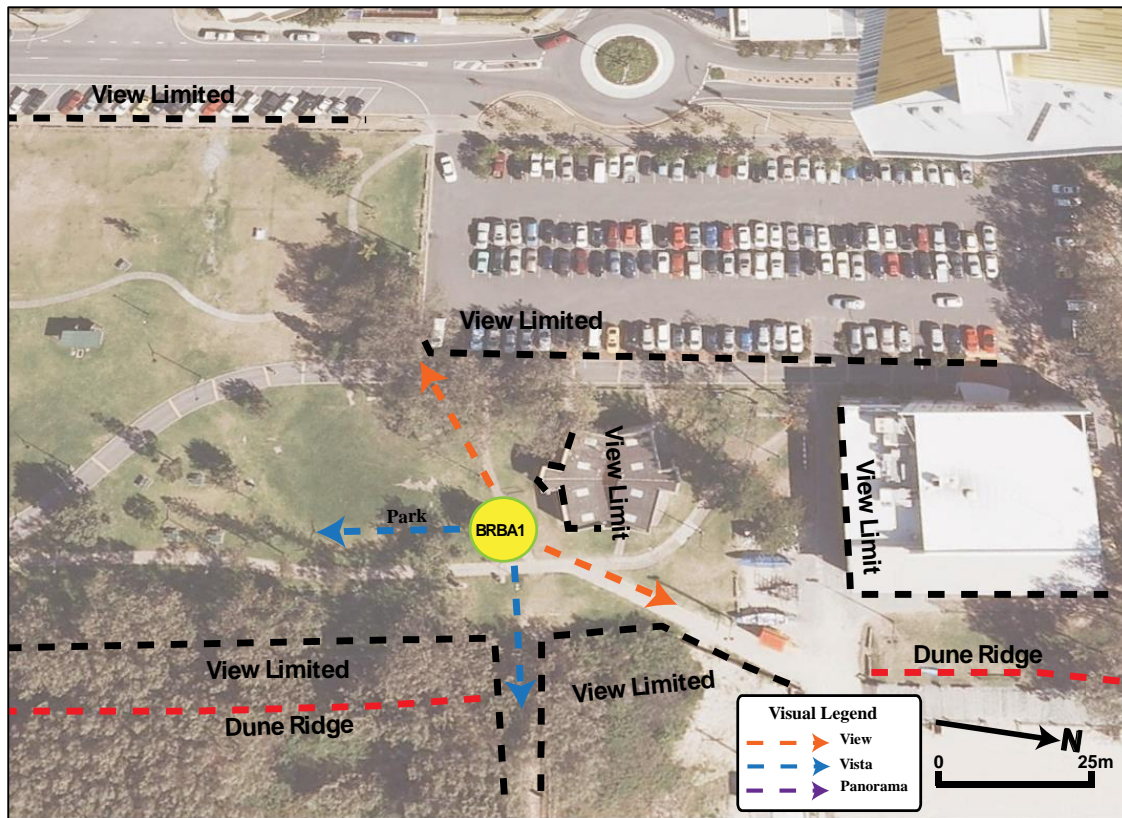 View Limited
View Limited
View Limit
View Limit
Park
BRBA1
View Limited
View Limited
Dune Ridge
Dune Ridge
Visual Legend
View
Vista
Panorama
N
0 25m